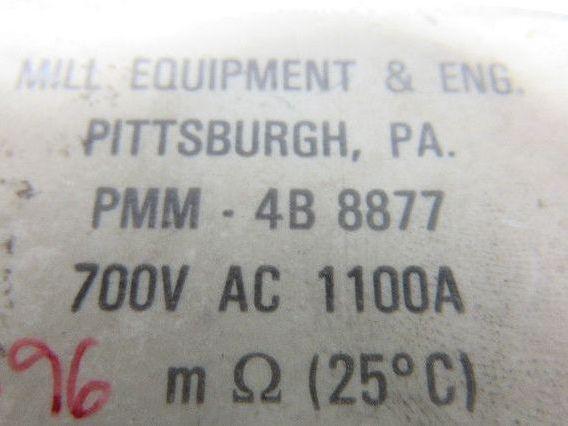 MILL EQUIPMENT & ENG.
PITTSBURGH, PA.
PMM - 4B 8877
700V AC 1100A
96 m Ω (25°C)